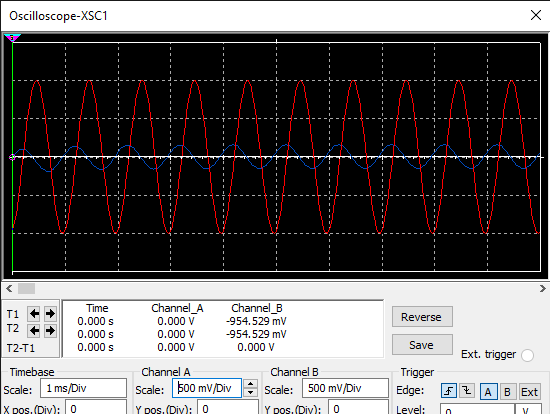 Oscilloscope-XSC1
Time Channel_A Channel_B
T1 0.000 s 0.000 V -954.529 mV
T2 0.000 s 0.000 V -954.529 mV
T2-T1 0.000 s 0.000 V 0.000 V
Reverse
Save
Ext. trigger
Timebase Channel A Channel B Trigger
Scale: 1 ms/Div Scale: 500 mV/Div Scale: 500 mV/Div Edge: A B Ext
X pos.(Div): 0 Y pos.(Div): 0 Y pos.(Div): 0 Level: 0 V